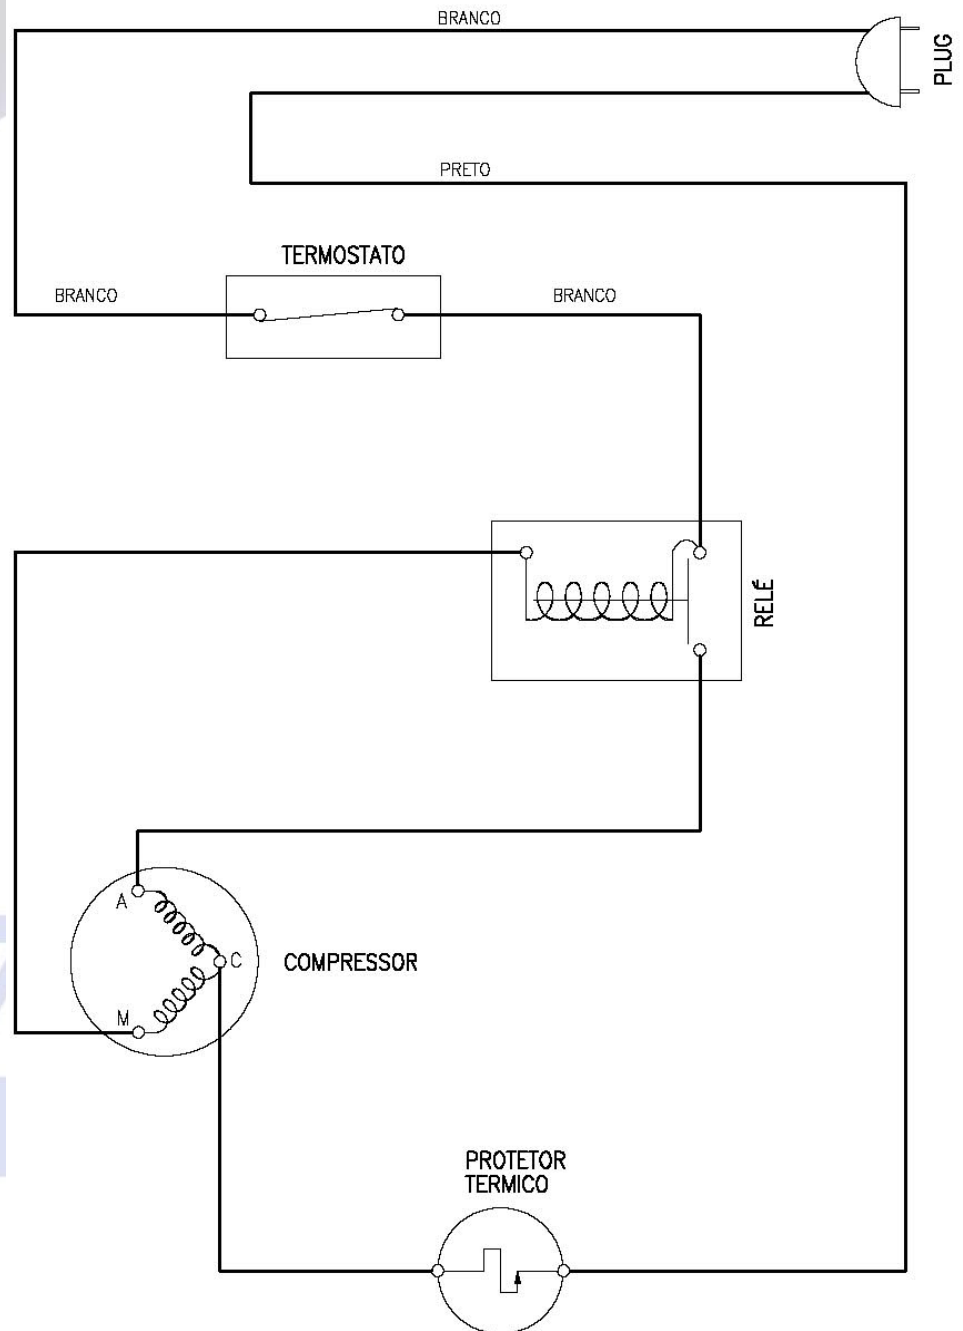 BRANCO
PLUG
PRETO
TERMOSTATO
BRANCO
BRANCO
RELÉ
A
C
COMPRESSOR
M
PROTETOR
TERMICO